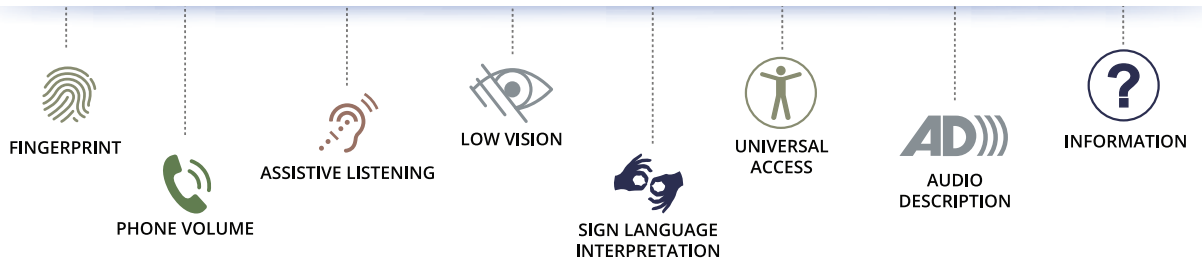 FINGERPRINT
PHONE VOLUME
ASSISTIVE LISTENING
LOW VISION
SIGN LANGUAGE
INTERPRETATION
UNIVERSAL
ACCESS
AD
AUDIO
DESCRIPTION
?
INFORMATION